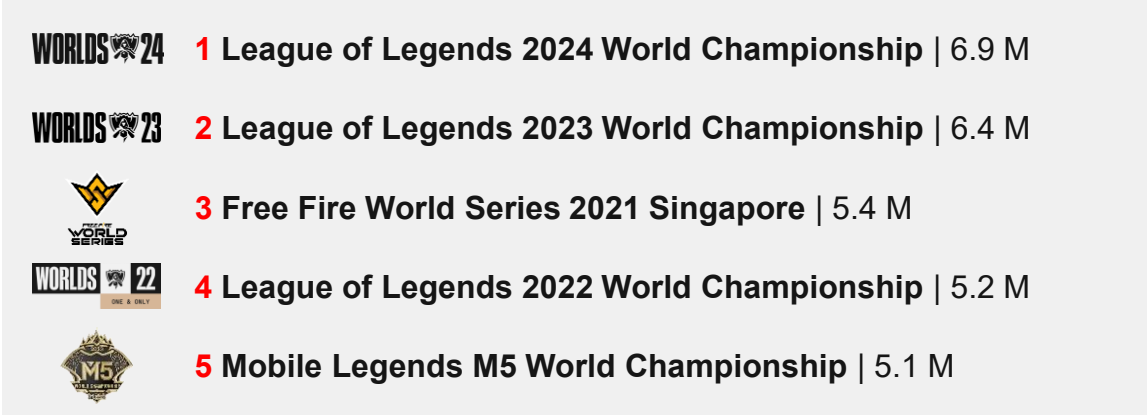 WORLDS 24
1 League of Legends 2024 World Championship | 6.9 M
WORLDS 23
2 League of Legends 2023 World Championship | 6.4 M
FREE FIRE
WORLD
SERIES
3 Free Fire World Series 2021 Singapore | 5.4 M
WORLDS 22
ONE & ONLY
4 League of Legends 2022 World Championship | 5.2 M
M5
5 Mobile Legends M5 World Championship | 5.1 M